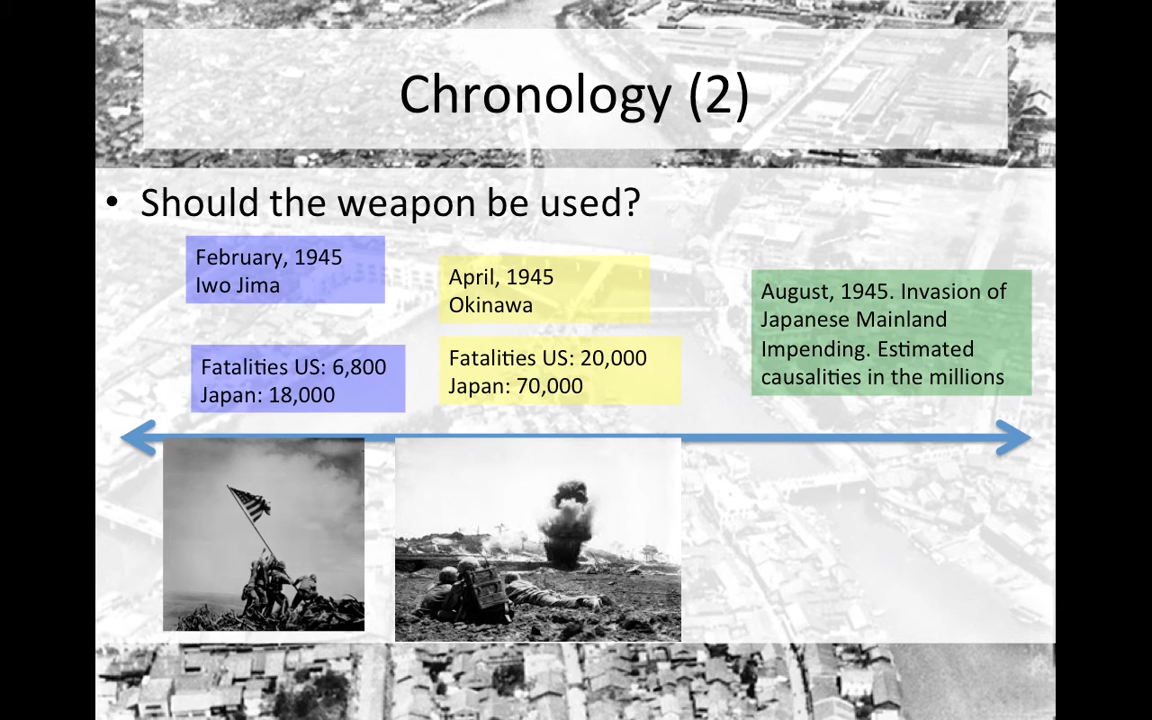 Chronology (2)
• Should the weapon be used?
February, 1945
Iwo Jima
Fatalities US: 6,800
Japan: 18,000
April, 1945
Okinawa
Fatalities US: 20,000
Japan: 70,000
August, 1945. Invasion of
Japanese Mainland
Impending. Estimated
causalities in the millions